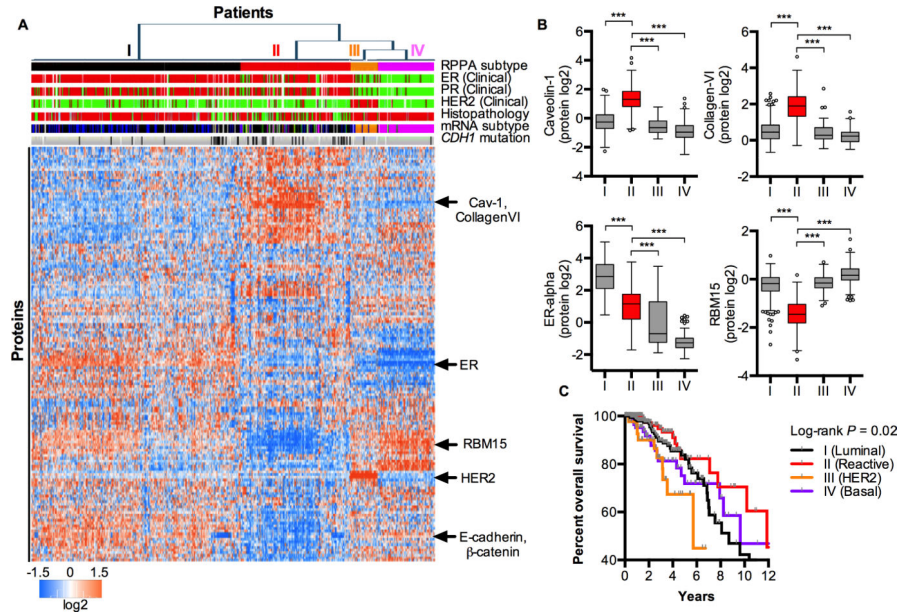 A
Patients
I
II
III
IV
RPPA subtype
ER (Clinical)
PR (Clinical)
HER2 (Clinical)
Histopathology
mRNA subtype
CDH1 mutation
Proteins
Cav-1,
CollagenVI
ER
RBM15
HER2
E-cadherin,
β-catenin
-1.5 0 1.5
log2
B
Caveolin-1
(protein log2)
6
4
2
0
-2
-4
***
***
***
I II III IV
Collagen-VI
(protein log2)
6
4
2
0
-2
***
***
***
I II III IV
ER-alpha
(protein log2)
6
4
2
0
-2
***
***
***
I II III IV
RBM15
(protein log2)
2
0
-2
-4
***
***
***
I II III IV
C
Percent overall survival
100
80
60
40
0 2 4 6 8 10 12
Years
Log-rank P = 0.02
I (Luminal)
II (Reactive)
III (HER2)
IV (Basal)